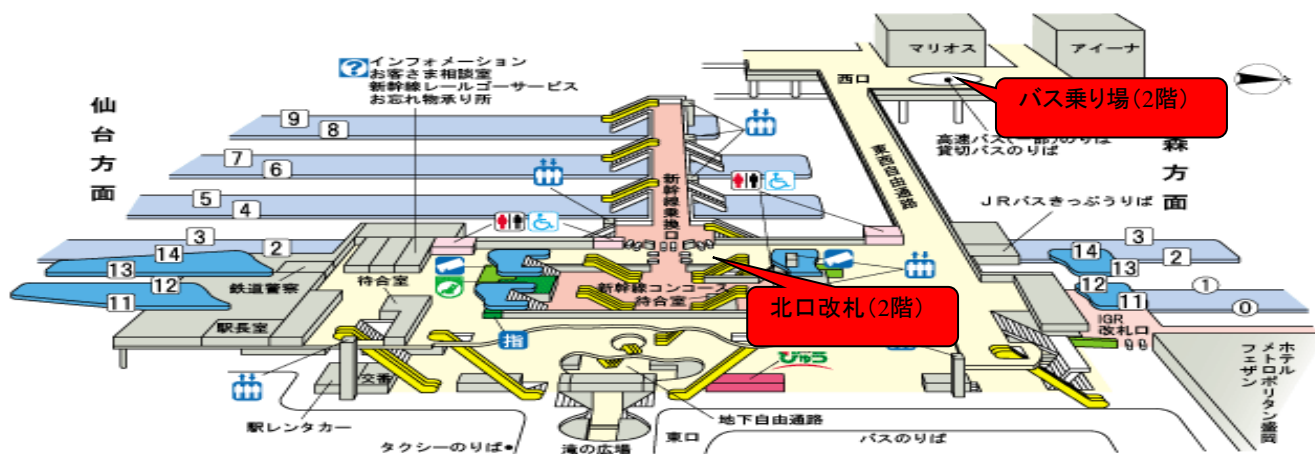 マリオス
アイーナ
インフォメーション
お客さま相談室
新幹線レールゴーサービス
お忘れ物承り所
西口
バス乗り場(2階)
仙台方面
9
8
7
6
5
4
高速バス(一部)のりば
貸切バスのりば
森方面
東西自由通路
新幹線乗換口
JRバスきっぷうりば
3
2
14
13
12
11
鉄道警察
待合室
駅長室
新幹線コンコース
待合室
北口改札(2階)
3
14
2
13
12
11
1
0
IGR
改札口
指
びゅう
交番
駅レンタカー
タクシーのりば
滝の広場
地下自由通路
東口
バスのりば
ホテル
メトロポリタン盛岡
フェザン